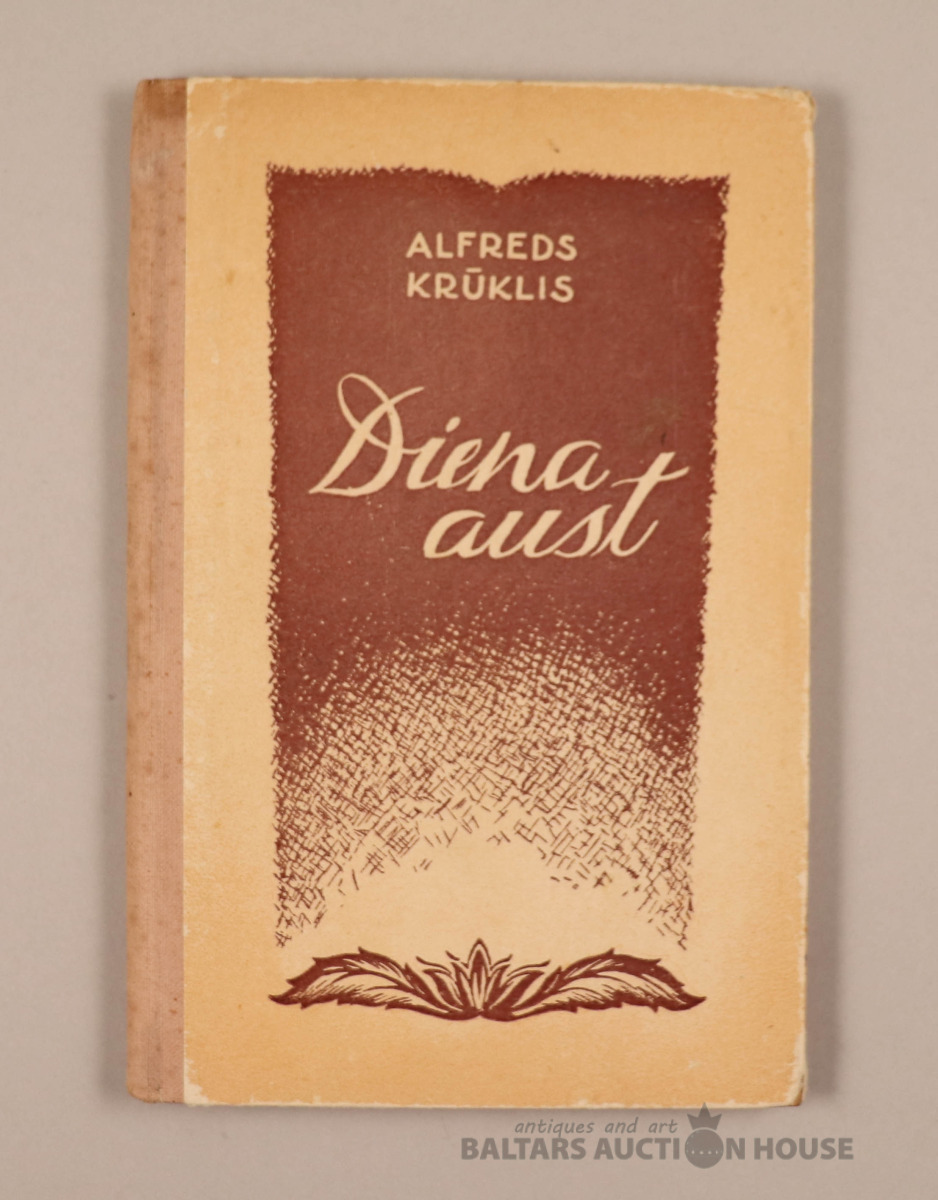 ALFREDS
KRŪKLIS
Diena
aust
antiques and art
BALTARS AUCTION HOUSE